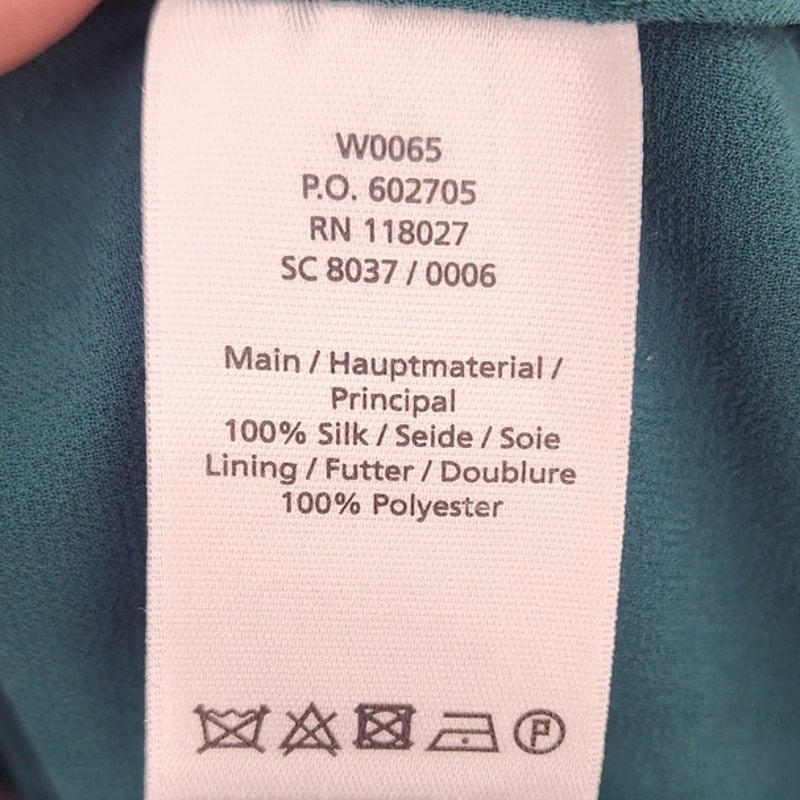 W0065
P.O. 602705
RN 118027
SC 8037 / 0006
Main / Hauptmaterial /
Principal
100% Silk / Seide / Soie
Lining / Futter / Doublure
100% Polyester
P